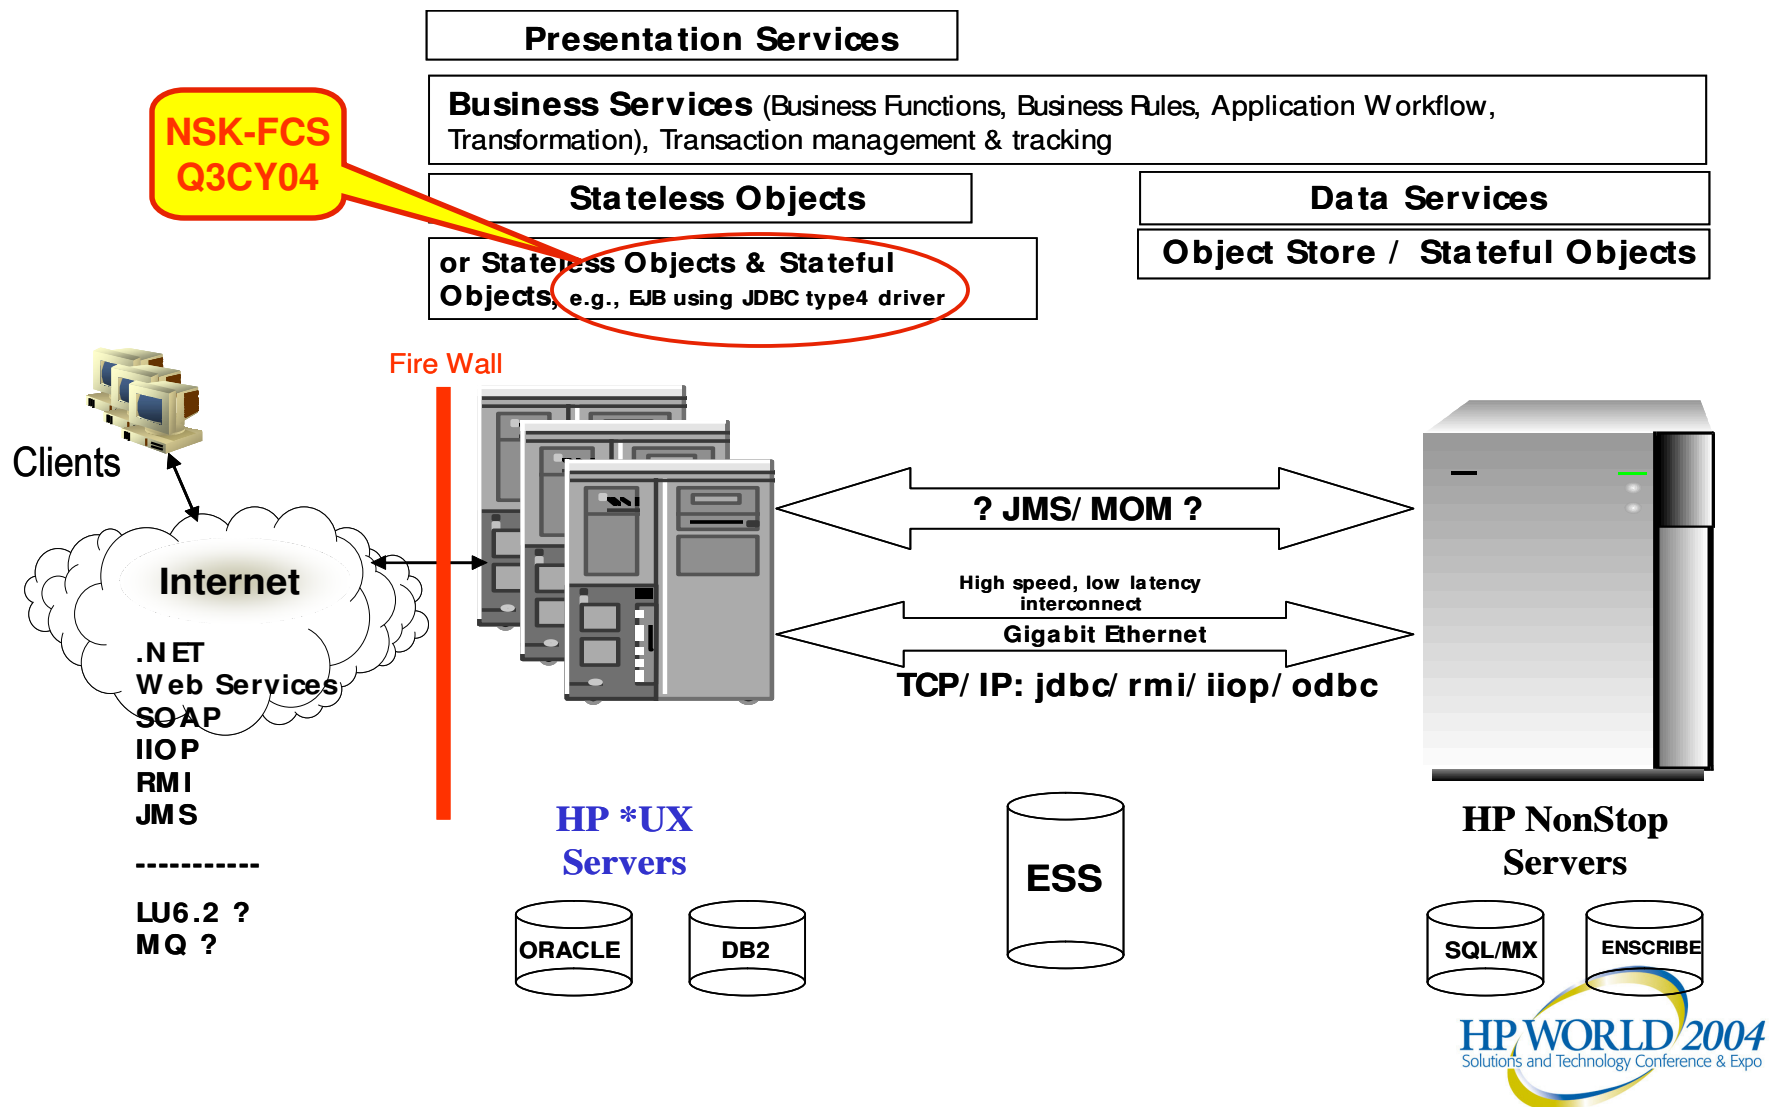 Presentation Services
Business Services (Business Functions, Business Rules, Application Workflow,
Transformation), Transaction management & tracking
NSK-FCS
Q3CY04
Stateless Objects
Data Services
or Stateless Objects & Stateful
Objects, e.g., EJB using JDBC type4 driver
Object Store / Stateful Objects
Fire Wall
Clients
? JMS/ MOM ?
Internet
High speed, low latency
interconnect
Gigabit Ethernet
TCP/ IP: jdbc/ rmi/ iiop/ odbc
.NET
Web Services
SOAP
IIOP
RMI
JMS
-----------
LU6.2 ?
MQ ?
HP *UX
Servers
ORACLE
DB2
ESS
HP NonStop
Servers
SQL/MX
ENSCRIBE
HP WORLD 2004
Solutions and Technology Conference & Expo